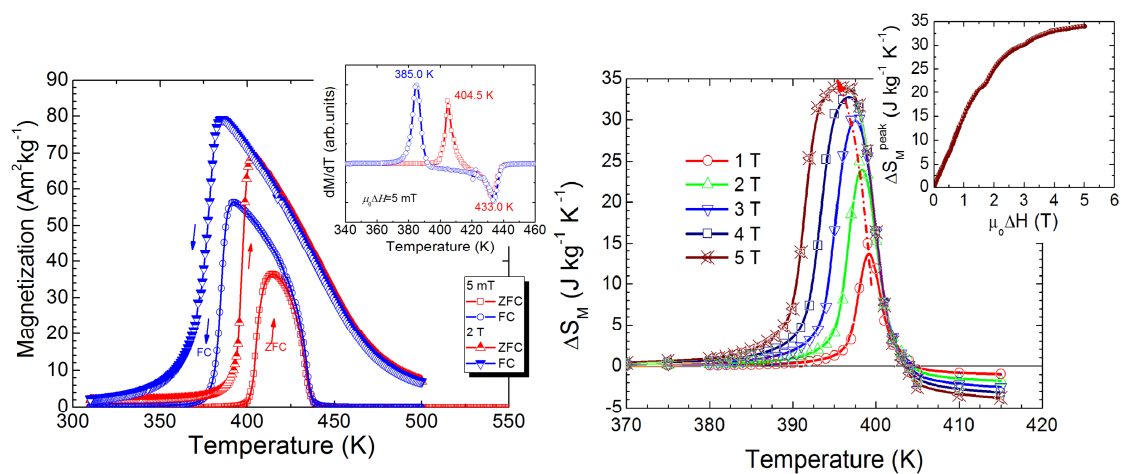 90
80
70
60
50
40
30
20
10
0
Magnetization (Am²kg⁻¹)
300 350 400 450 500 550
Temperature (K)
FC
ZFC
5 mT
ZFC
FC
2 T
ZFC
FC
dM/dT (arb.units)
385.0 K
404.5 K
433.0 K
μ₀ΔH=5 mT
340 360 380 400 420 440 460
Temperature (K)
35
30
25
20
15
10
5
0
-5
ΔS_M (J kg⁻¹ K⁻¹)
370 380 390 400 405 410 415 420
Temperature (K)
1 T
2 T
3 T
4 T
5 T
35
30
25
20
15
10
5
0
ΔS_M^peak (J kg⁻¹ K⁻¹)
0 1 2 3 4 5 6
μ₀ΔH (T)